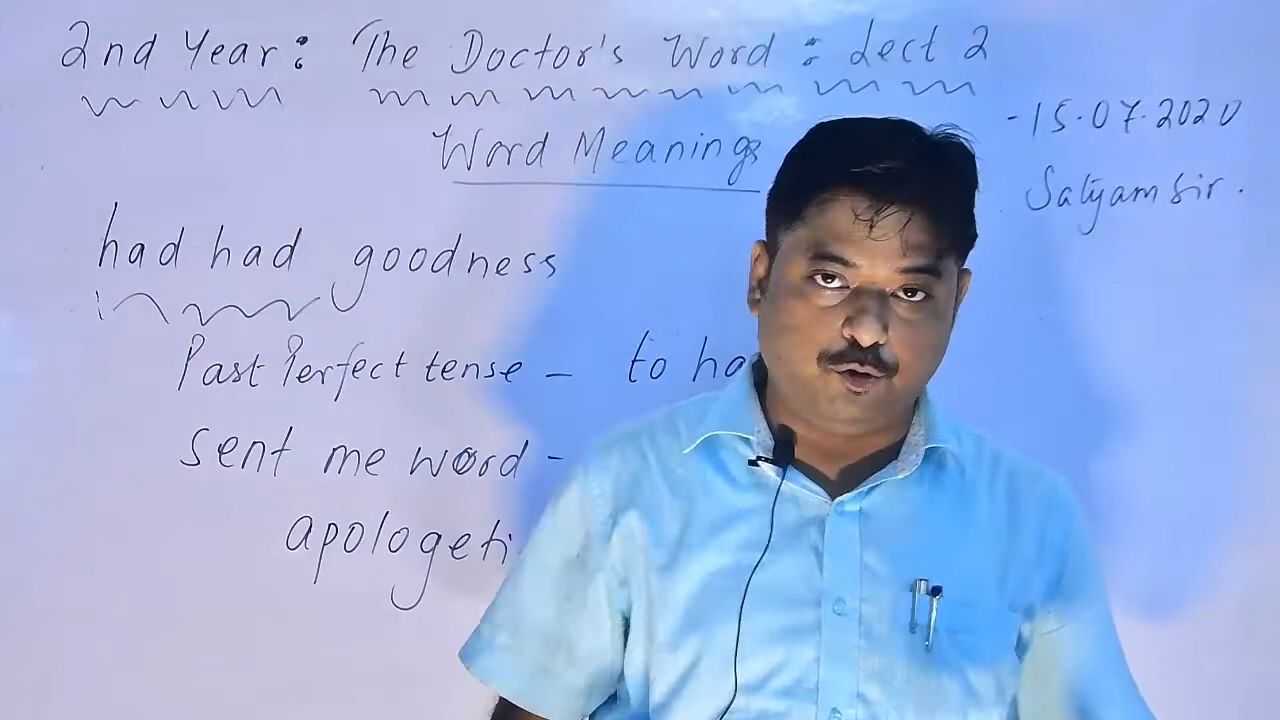 2nd Year: The Doctor's Word: Lect 2
-15.07.2020
Word Meanings
Satyam Sir.
had had goodness
Past Perfect tense - to ha
sent me word -
apologeti